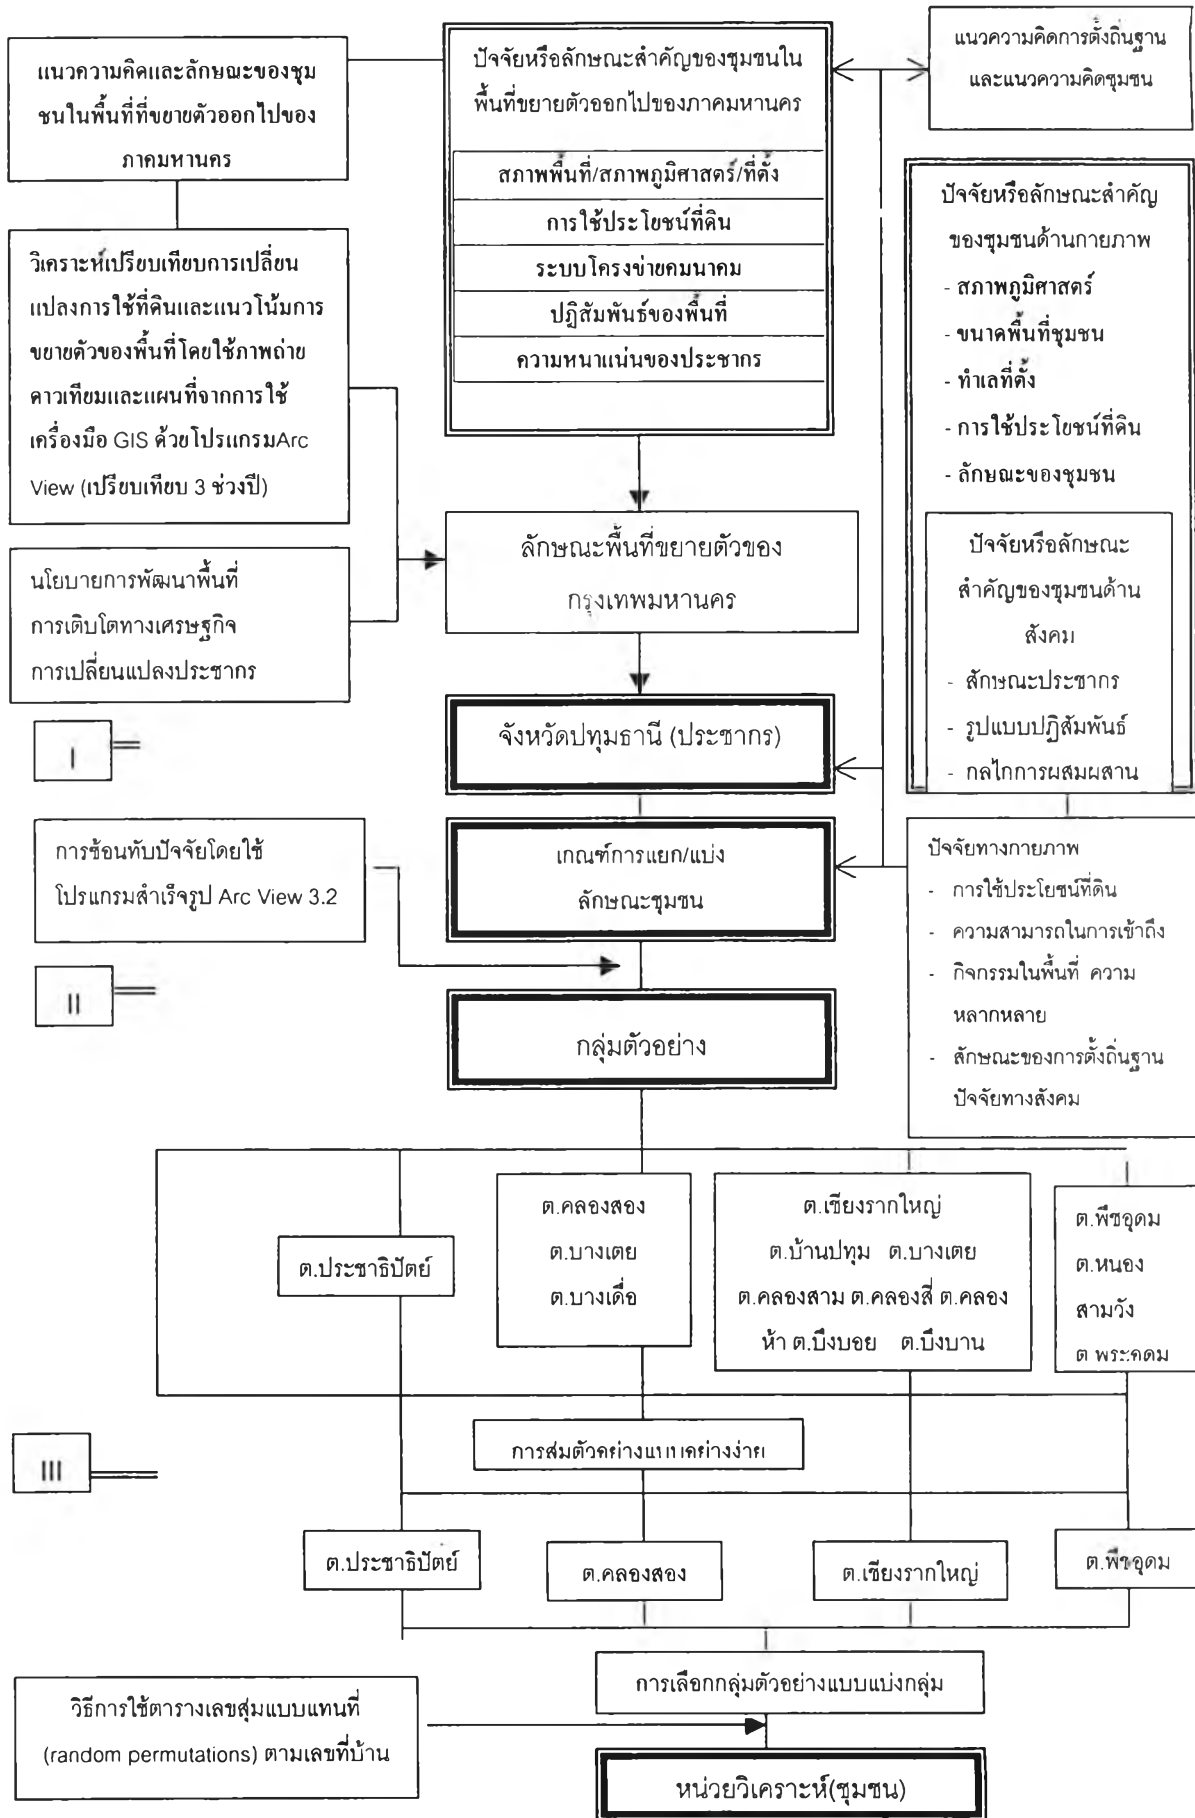 แนวความคิดและลักษณะของชุม
ชนในพื้นที่ที่ขยายตัวออกไปของ
ภาคมหานคร
ปัจจัยหรือลักษณะสำคัญของชุมชนใน
พื้นที่ขยายตัวออกไปของภาคมหานคร
สภาพพื้นที่/สภาพภูมิศาสตร์/ที่ตั้ง
การใช้ประโยชน์ที่ดิน
ระบบโครงข่ายคมนาคม
ปฏิสัมพันธ์ของพื้นที่
ความหนาแน่นของประชากร
แนวความคิดการตั้งถิ่นฐาน
และแนวความคิดชุมชน
วิเคราะห์เปรียบเทียบการเปลี่ยน
แปลงการใช้ที่ดินและแนวโน้มการ
ขยายตัวของพื้นที่โดยใช้ภาพถ่าย
ดาวเทียมและแผนที่จากการใช้
เครื่องมือ GIS ด้วยโปรแกรมArc
View (เปรียบเทียบ 3 ช่วงปี)
นโยบายการพัฒนาพื้นที่
การเติบโตทางเศรษฐกิจ
การเปลี่ยนแปลงประชากร
ลักษณะพื้นที่ขยายตัวของ
กรุงเทพมหานคร
ปัจจัยหรือลักษณะสำคัญ
ของชุมชนด้านกายภาพ
- สภาพภูมิศาสตร์
- ขนาดพื้นที่ชุมชน
- ทำเลที่ตั้ง
- การใช้ประโยชน์ที่ดิน
- ลักษณะของชุมชน
ปัจจัยหรือลักษณะ
สำคัญของชุมชนด้าน
สังคม
- ลักษณะประชากร
- รูปแบบปฏิสัมพันธ์
- กลไกการผสมผสาน
I
จังหวัดปทุมธานี (ประชากร)
การซ้อนทับปัจจัยโดยใช้
โปรแกรมสำเร็จรูป Arc View 3.2
เกณฑ์การแยก/แบ่ง
ลักษณะชุมชน
ปัจจัยทางกายภาพ
- การใช้ประโยชน์ที่ดิน
- ความสามารถในการเข้าถึง
- กิจกรรมในพื้นที่ ความ
หลากหลาย
- ลักษณะของการตั้งถิ่นฐาน
ปัจจัยทางสังคม
II
กลุ่มตัวอย่าง
ต.ประชาธิปัตย์
ต.คลองสอง
ต.บางเตย
ต.บางเดื่อ
ต.เชียงรากใหญ่
ต.บ้านปทุม ต.บางเตย
ต.คลองสาม ต.คลองสี่ ต.คลอง
ห้า ต.บึงบอย ต.บึงบาน
ต.พืชอุดม
ต.หนอง
สามวัง
ต พระอุดม
III
การสุ่มตัวอย่างแบบอย่างง่าย
ต.ประชาธิปัตย์
ต.คลองสอง
ต.เชียงรากใหญ่
ต.พืชอุดม
การเลือกกลุ่มตัวอย่างแบบแบ่งกลุ่ม
วิธีการใช้ตารางเลขสุ่มแบบแทนที่
(random permutations) ตามเลขที่บ้าน
หน่วยวิเคราะห์(ชุมชน)